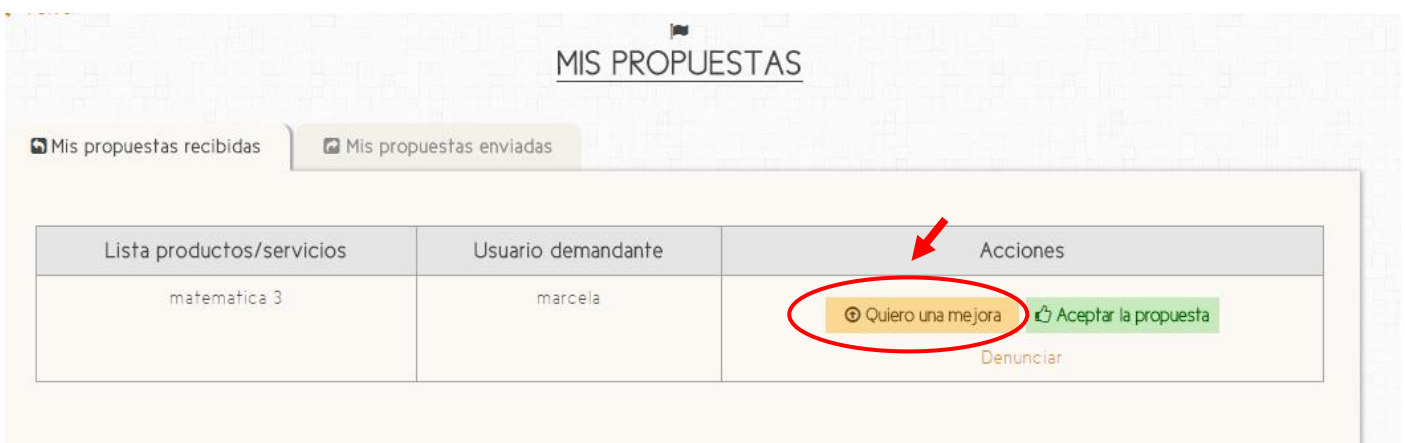 MIS PROPUESTAS
Mis propuestas recibidas Mis propuestas enviadas
Lista productos/servicios Usuario demandante Acciones
matematica 3 marcela Quiero una mejora Aceptar la propuesta
Denunciar